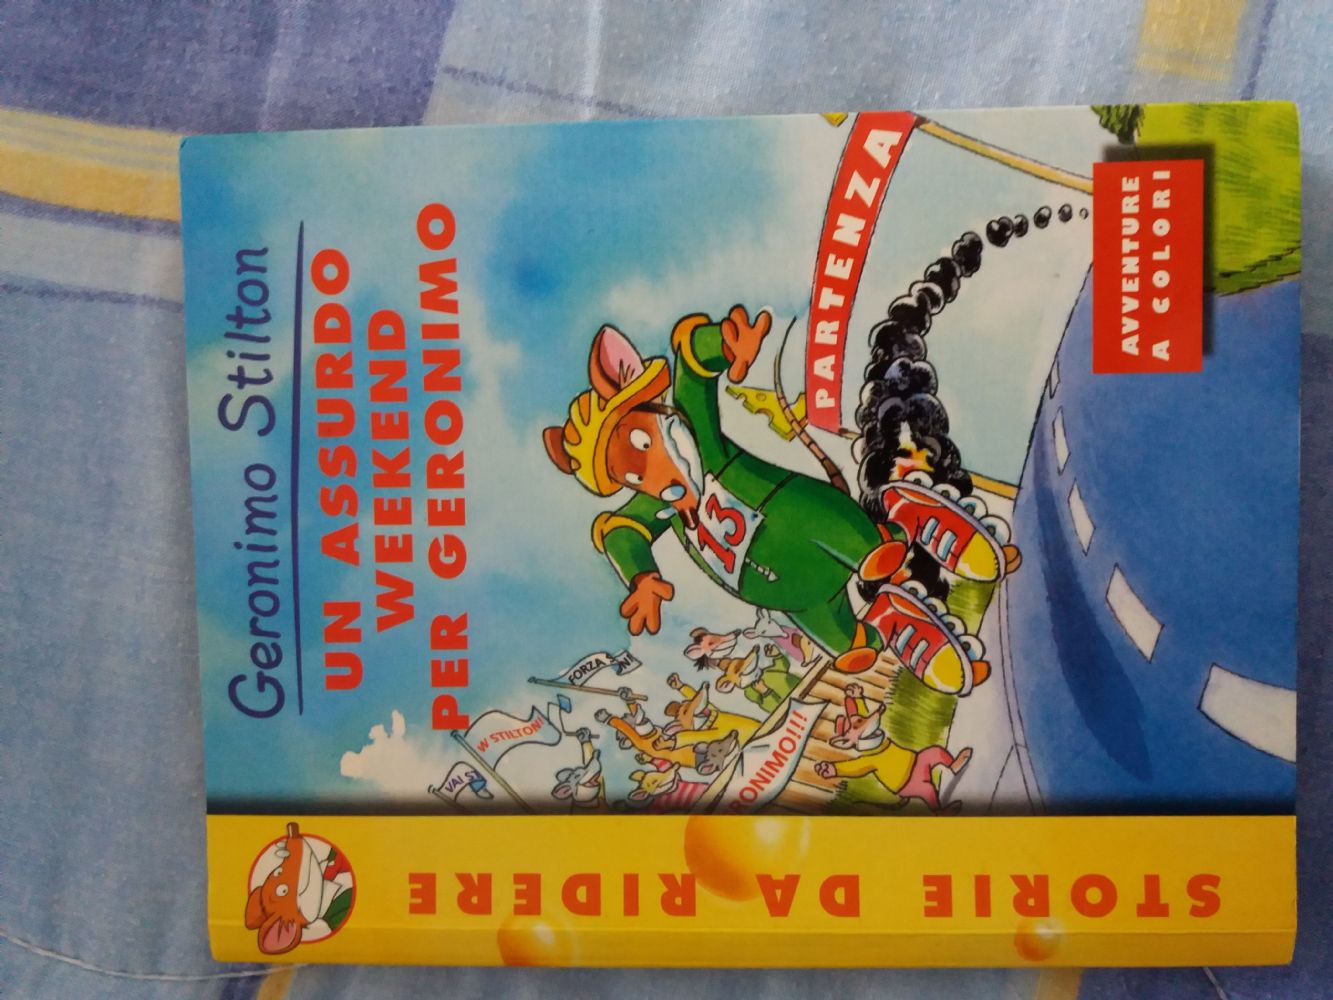 Geronimo Stilton
UN ASSURDO
WEEKEND
PER GERONIMO
PARTENZA
13
VAI ST
W STILTON!
FORZA
RONIMO!!!
AVVENTURE
A COLORI
STORIE DA RIDERE